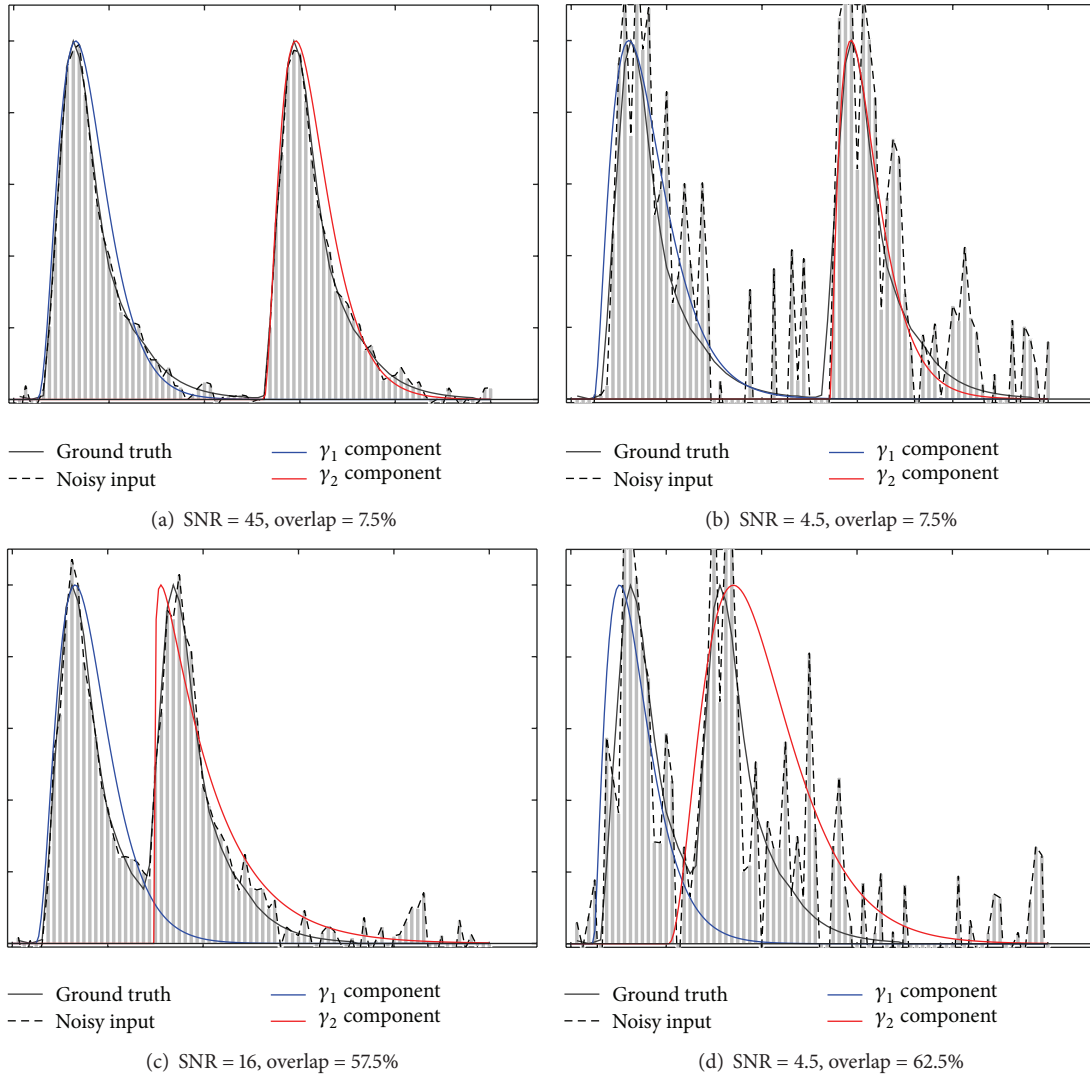 Ground truth
Noisy input
γ₁ component
γ₂ component
(a) SNR = 45, overlap = 7.5%
Ground truth
Noisy input
γ₁ component
γ₂ component
(b) SNR = 4.5, overlap = 7.5%
Ground truth
Noisy input
γ₁ component
γ₂ component
(c) SNR = 16, overlap = 57.5%
Ground truth
Noisy input
γ₁ component
γ₂ component
(d) SNR = 4.5, overlap = 62.5%